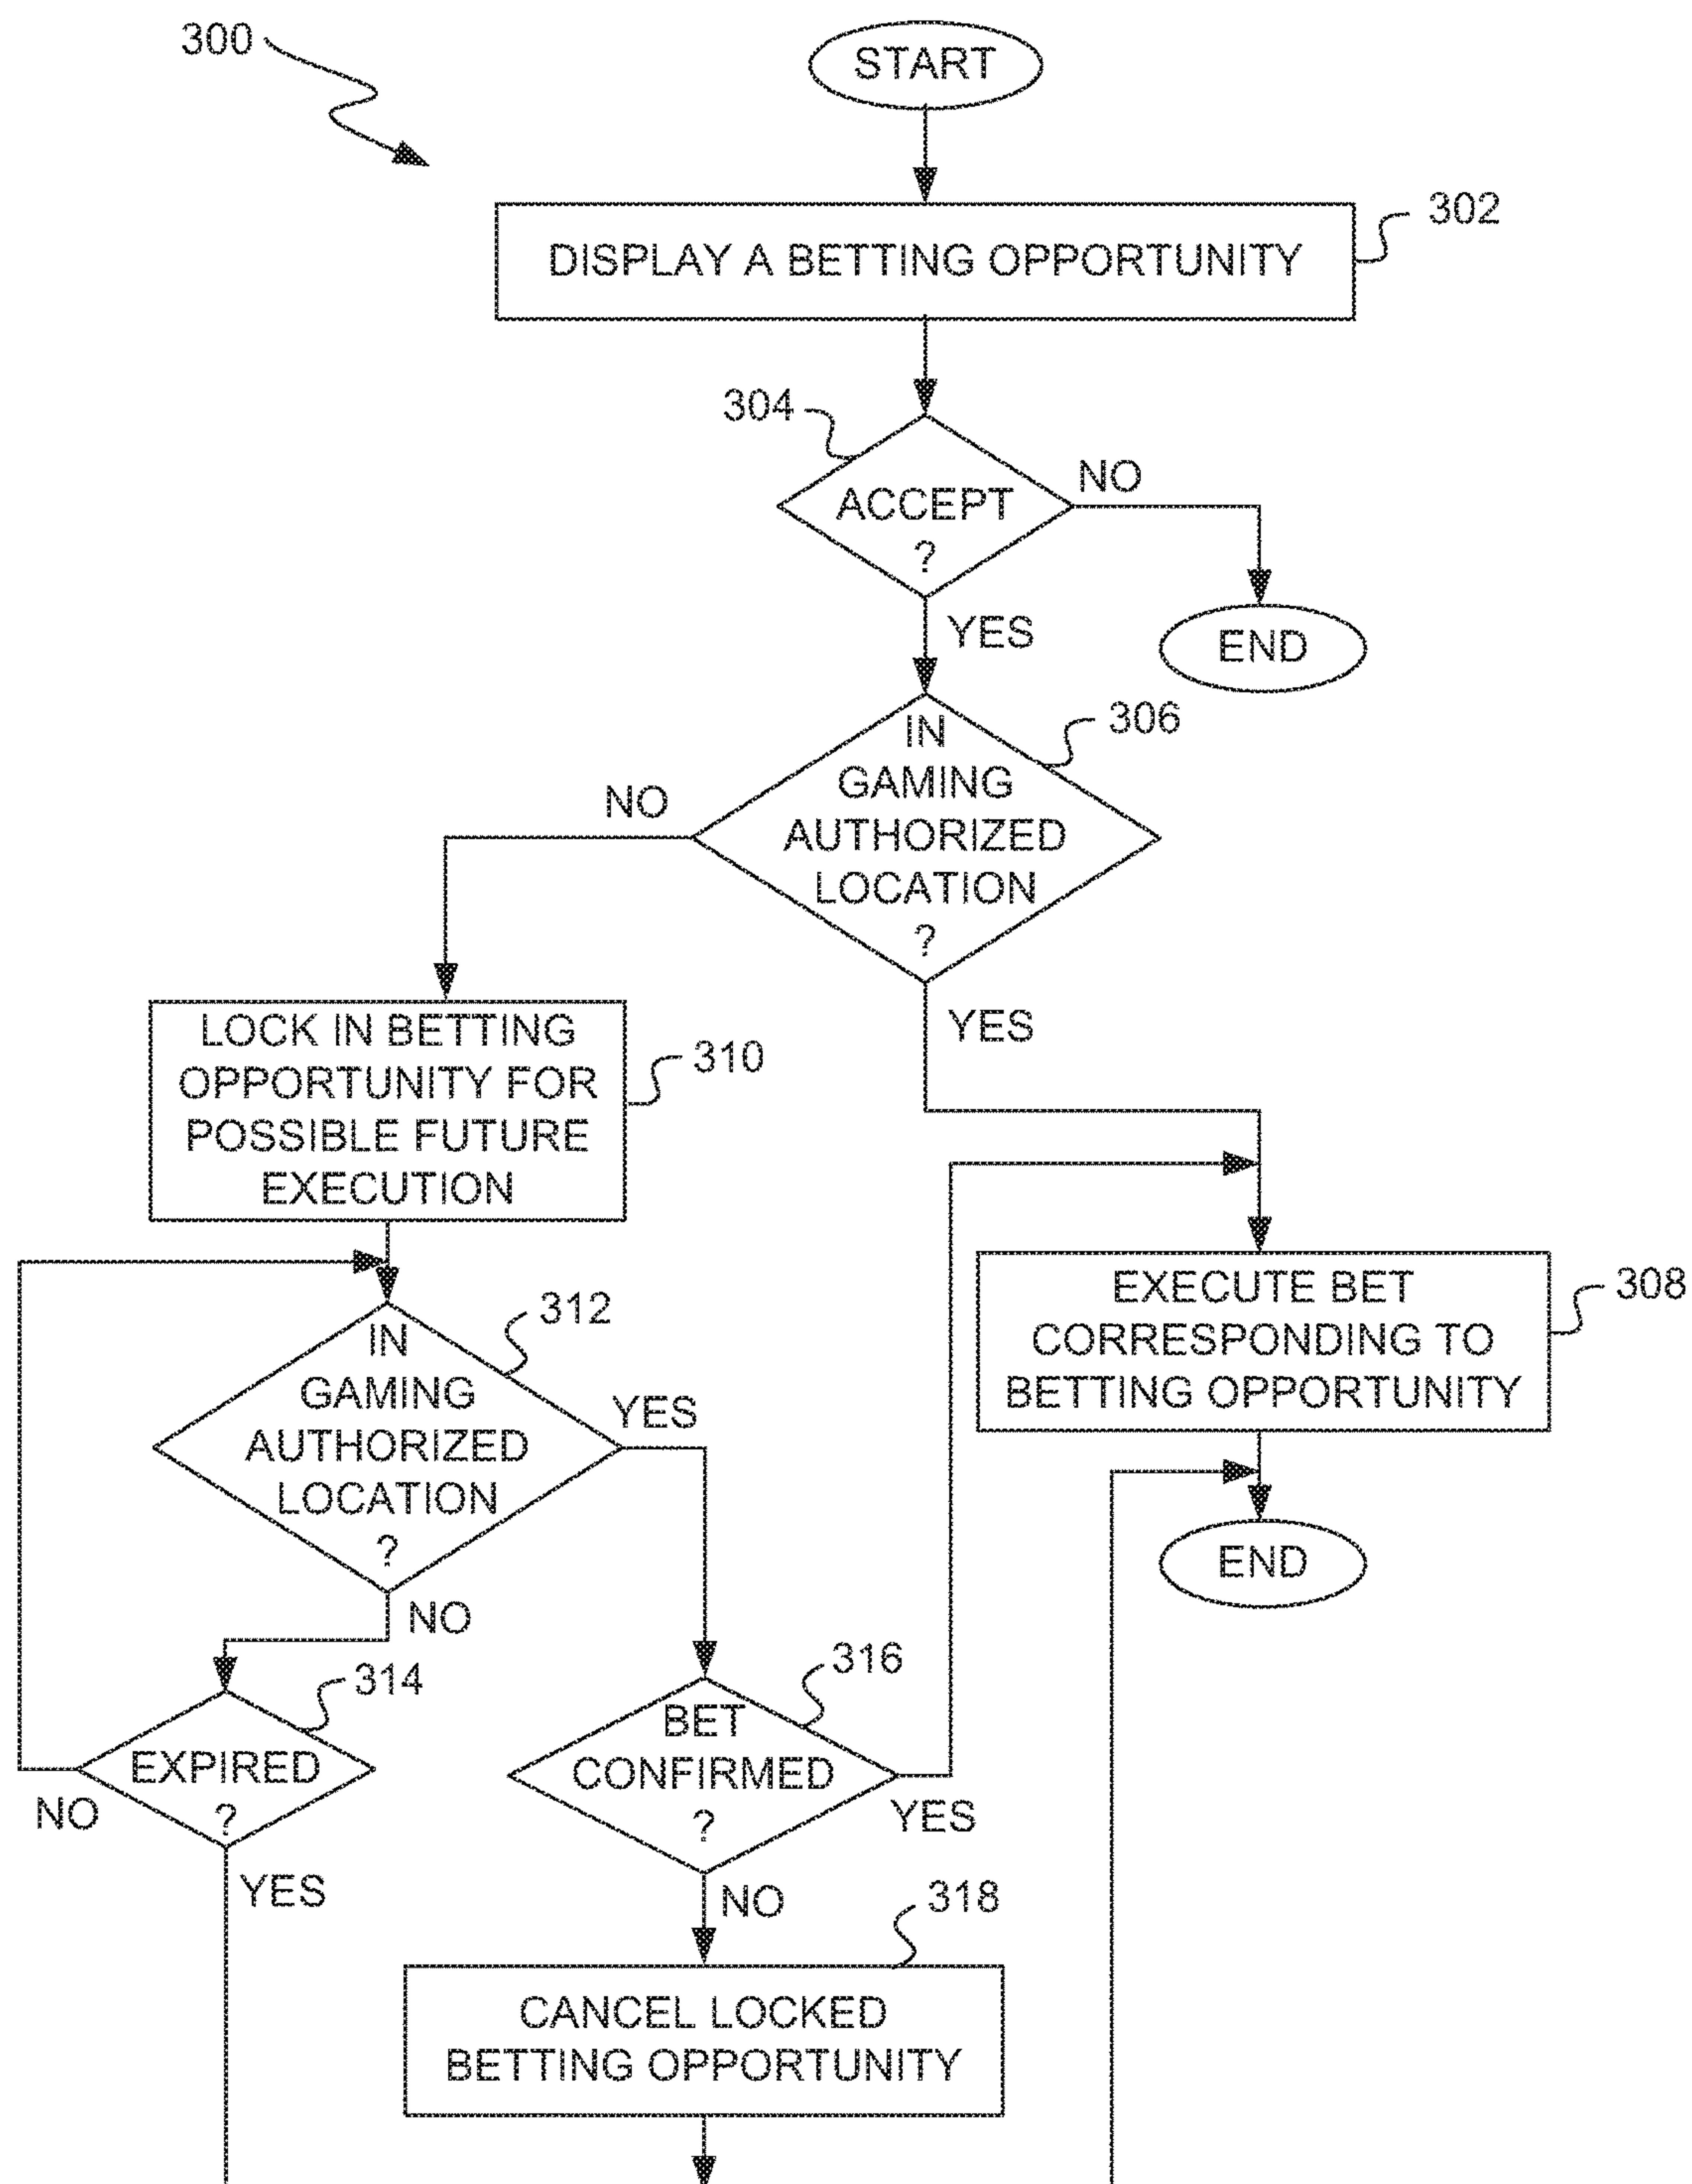 300
START
302
DISPLAY A BETTING OPPORTUNITY
304
NO
ACCEPT
?
YES
END
306
IN
GAMING
AUTHORIZED
LOCATION
?
NO
YES
LOCK IN BETTING
OPPORTUNITY FOR
POSSIBLE FUTURE
EXECUTION
310
EXECUTE BET
CORRESPONDING TO
BETTING OPPORTUNITY
308
312
IN
GAMING
AUTHORIZED
LOCATION
?
YES
NO
END
314
EXPIRED
?
NO
YES
316
BET
CONFIRMED
?
YES
NO
318
CANCEL LOCKED
BETTING OPPORTUNITY